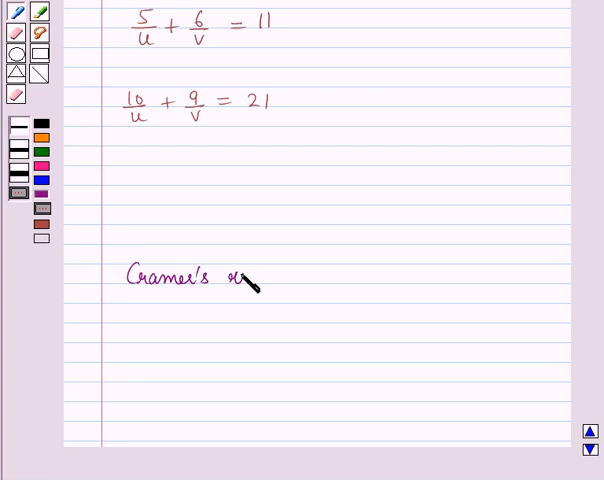 5/u + 6/v = 11
10/u + 9/v = 21
Cramer's r